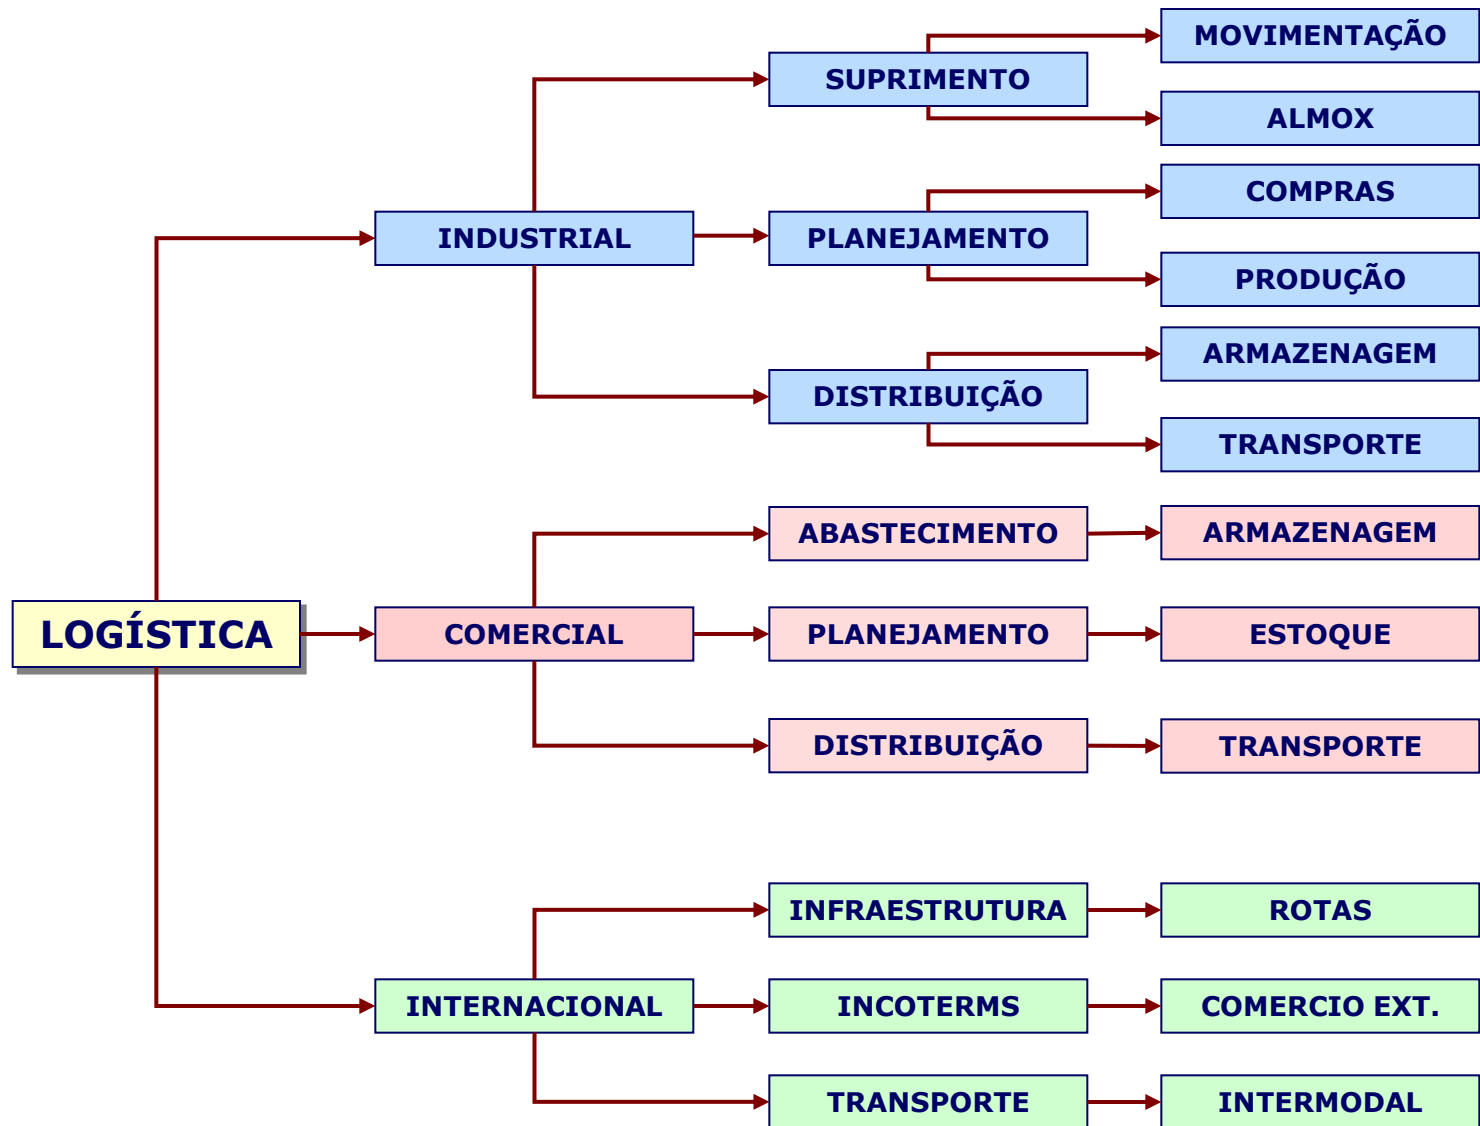 MOVIMENTAÇÃO
SUPRIMENTO
ALMOX
COMPRAS
INDUSTRIAL
PLANEJAMENTO
PRODUÇÃO
ARMAZENAGEM
DISTRIBUIÇÃO
TRANSPORTE
ABASTECIMENTO
ARMAZENAGEM
LOGÍSTICA
COMERCIAL
PLANEJAMENTO
ESTOQUE
DISTRIBUIÇÃO
TRANSPORTE
INFRAESTRUTURA
ROTAS
INTERNACIONAL
INCOTERMS
COMERCIO EXT.
TRANSPORTE
INTERMODAL